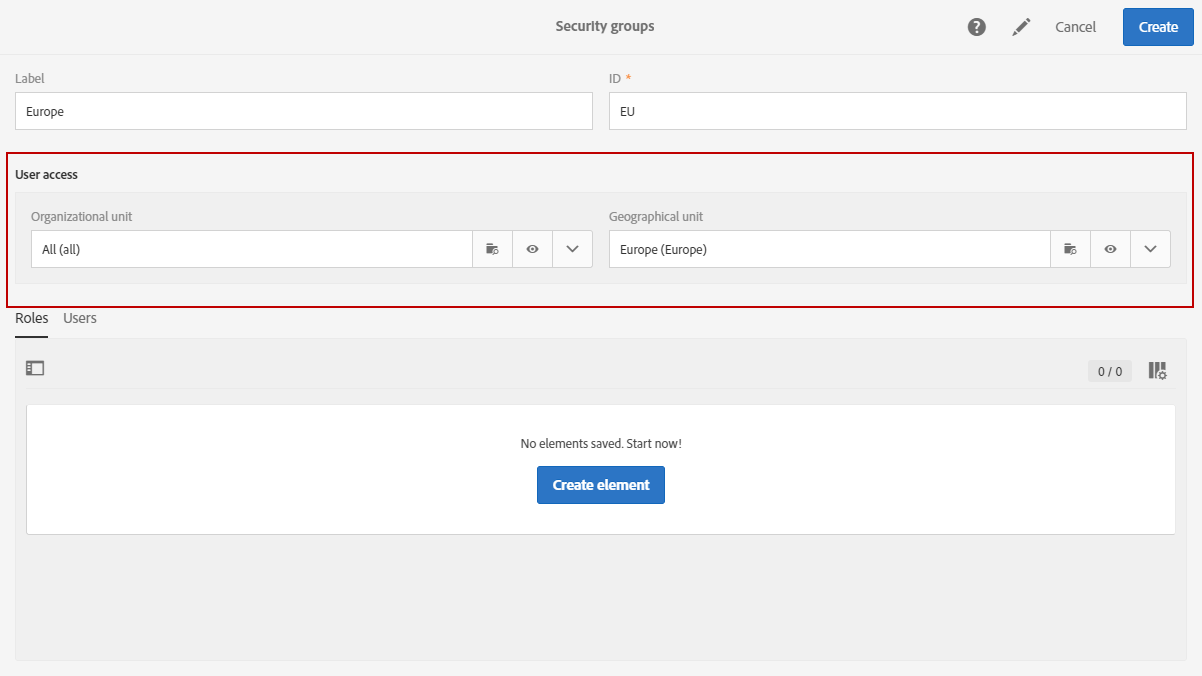 Security groups
Cancel
Create
Label
ID *
Europe
EU
User access
Organizational unit
Geographical unit
All (all)
Europe (Europe)
Roles
Users
0 / 0
No elements saved. Start now!
Create element